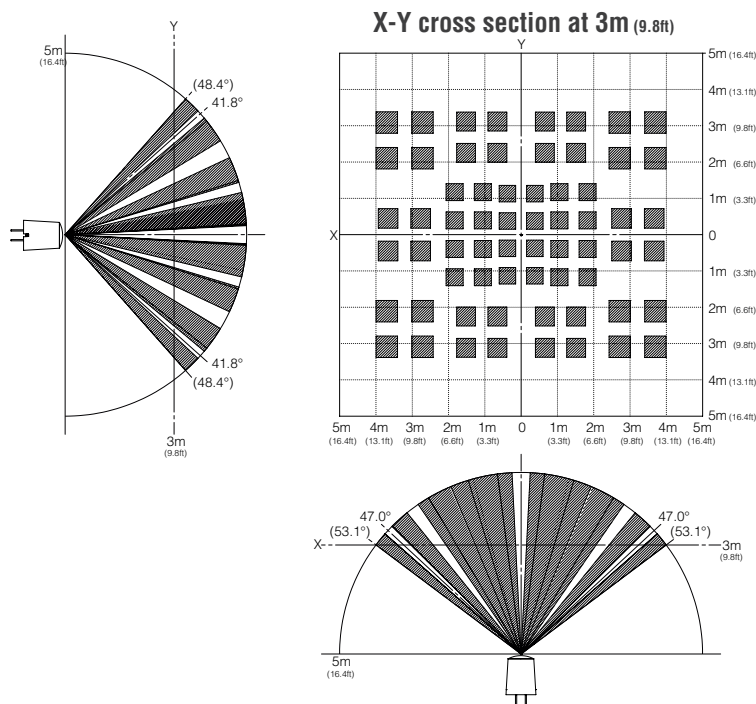 X-Y cross section at 3m (9.8ft)
Y
5m
(16.4ft)
(48.4°)
41.8°
41.8°
(48.4°)
3m
(9.8ft)
Y
X
5m (16.4ft)
4m (13.1ft)
3m (9.8ft)
2m (6.6ft)
1m (3.3ft)
0
1m (3.3ft)
2m (6.6ft)
3m (9.8ft)
4m (13.1ft)
5m (16.4ft)
5m 4m 3m 2m 1m 0 1m 2m 3m 4m 5m
(16.4ft) (13.1ft) (9.8ft) (6.6ft) (3.3ft) (3.3ft) (6.6ft) (9.8ft) (13.1ft) (16.4ft)
47.0° 47.0°
(53.1°) (53.1°)
X 3m
(9.8ft)
5m
(16.4ft)